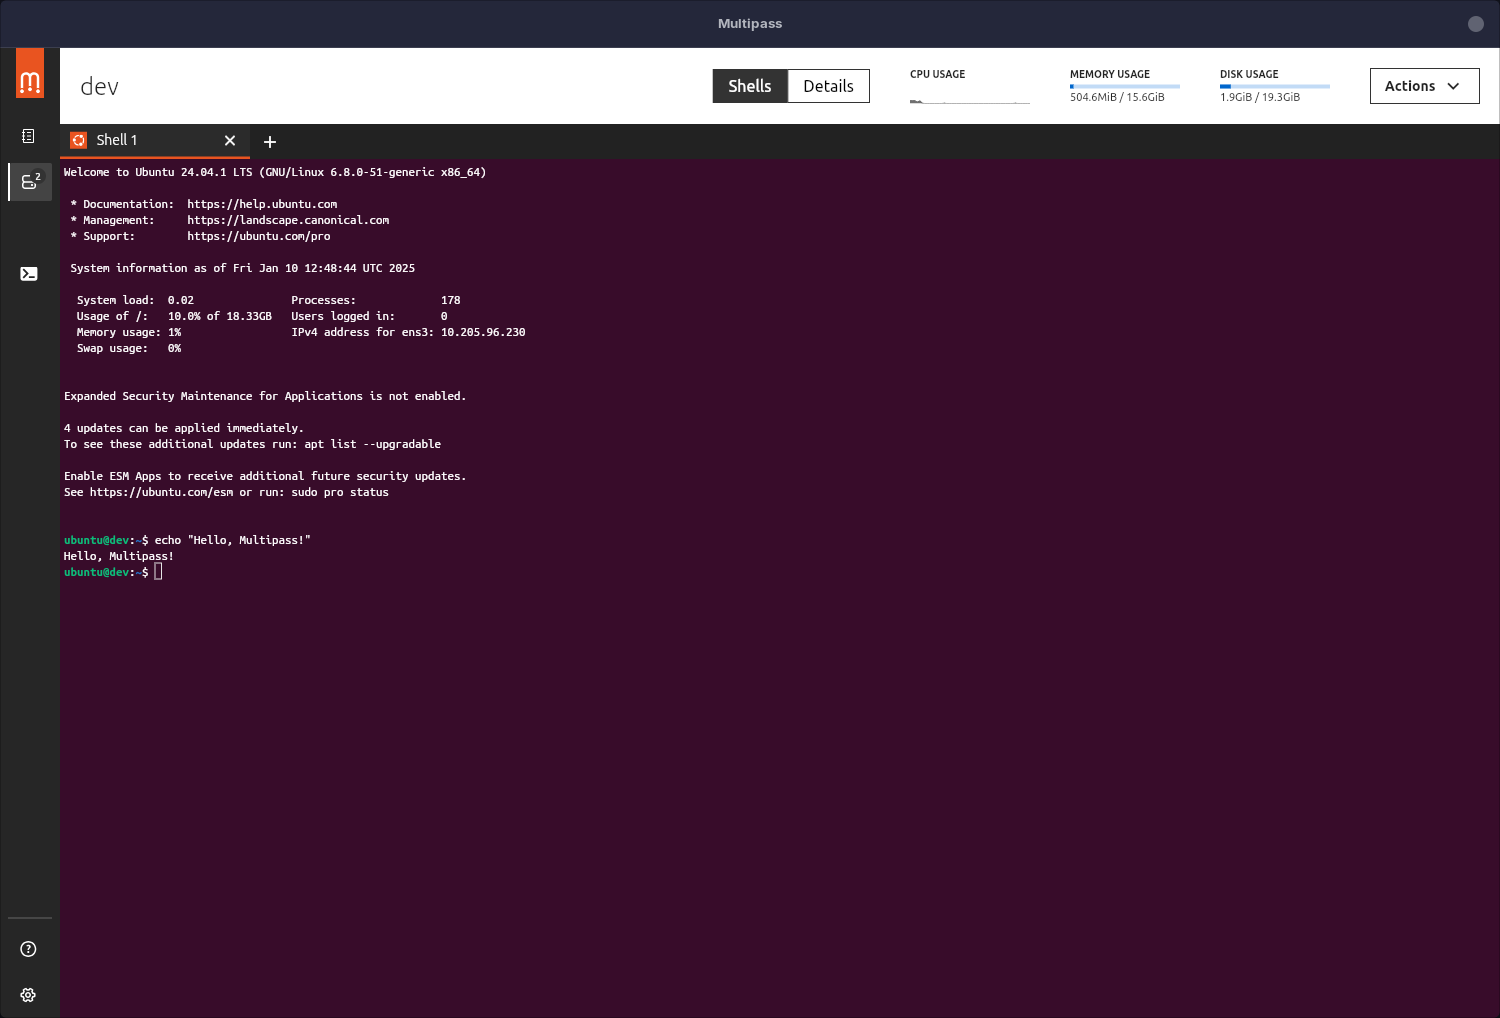 Multipass
dev
Shells
Details
CPU USAGE
MEMORY USAGE
504.6MiB / 15.6GiB
DISK USAGE
1.9GiB / 19.3GiB
Actions
2
Shell 1
Welcome to Ubuntu 24.04.1 LTS (GNU/Linux 6.8.0-51-generic x86_64)
* Documentation:  https://help.ubuntu.com
* Management:     https://landscape.canonical.com
* Support:        https://ubuntu.com/pro
System information as of Fri Jan 10 12:48:44 UTC 2025
System load:  0.02               Processes:             178
Usage of /:   10.0% of 18.33GB   Users logged in:       0
Memory usage: 1%                 IPv4 address for ens3: 10.205.96.230
Swap usage:   0%
Expanded Security Maintenance for Applications is not enabled.
4 updates can be applied immediately.
To see these additional updates run: apt list --upgradable
Enable ESM Apps to receive additional future security updates.
See https://ubuntu.com/esm or run: sudo pro status
ubuntu@dev:~$ echo "Hello, Multipass!"
Hello, Multipass!
ubuntu@dev:~$